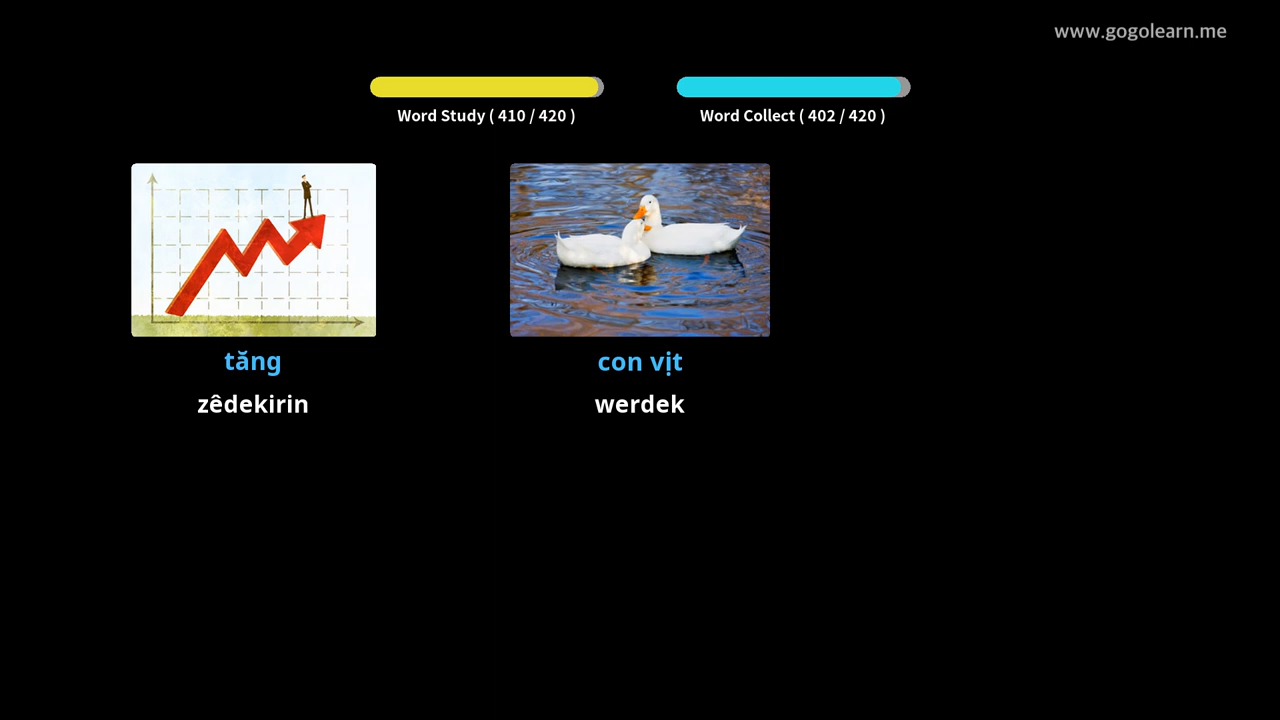 www.gogolearn.me
Word Study ( 410 / 420 )
Word Collect ( 402 / 420 )
tăng
con vịt
zêdekirin
werdek